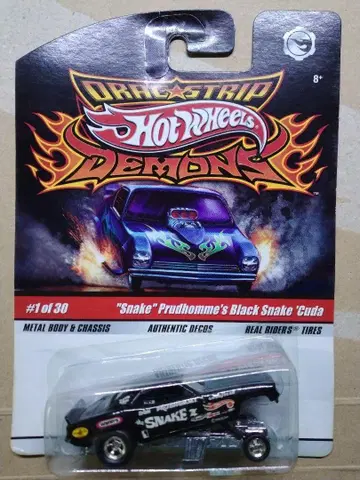 8+
DRAG★STRIP
Hot Wheels
DEMONS
#1 of 30
"Snake" Prudhomme's Black Snake 'Cuda
METAL BODY & CHASSIS
AUTHENTIC DECOS
REAL RIDERS® TIRES
SNAKE